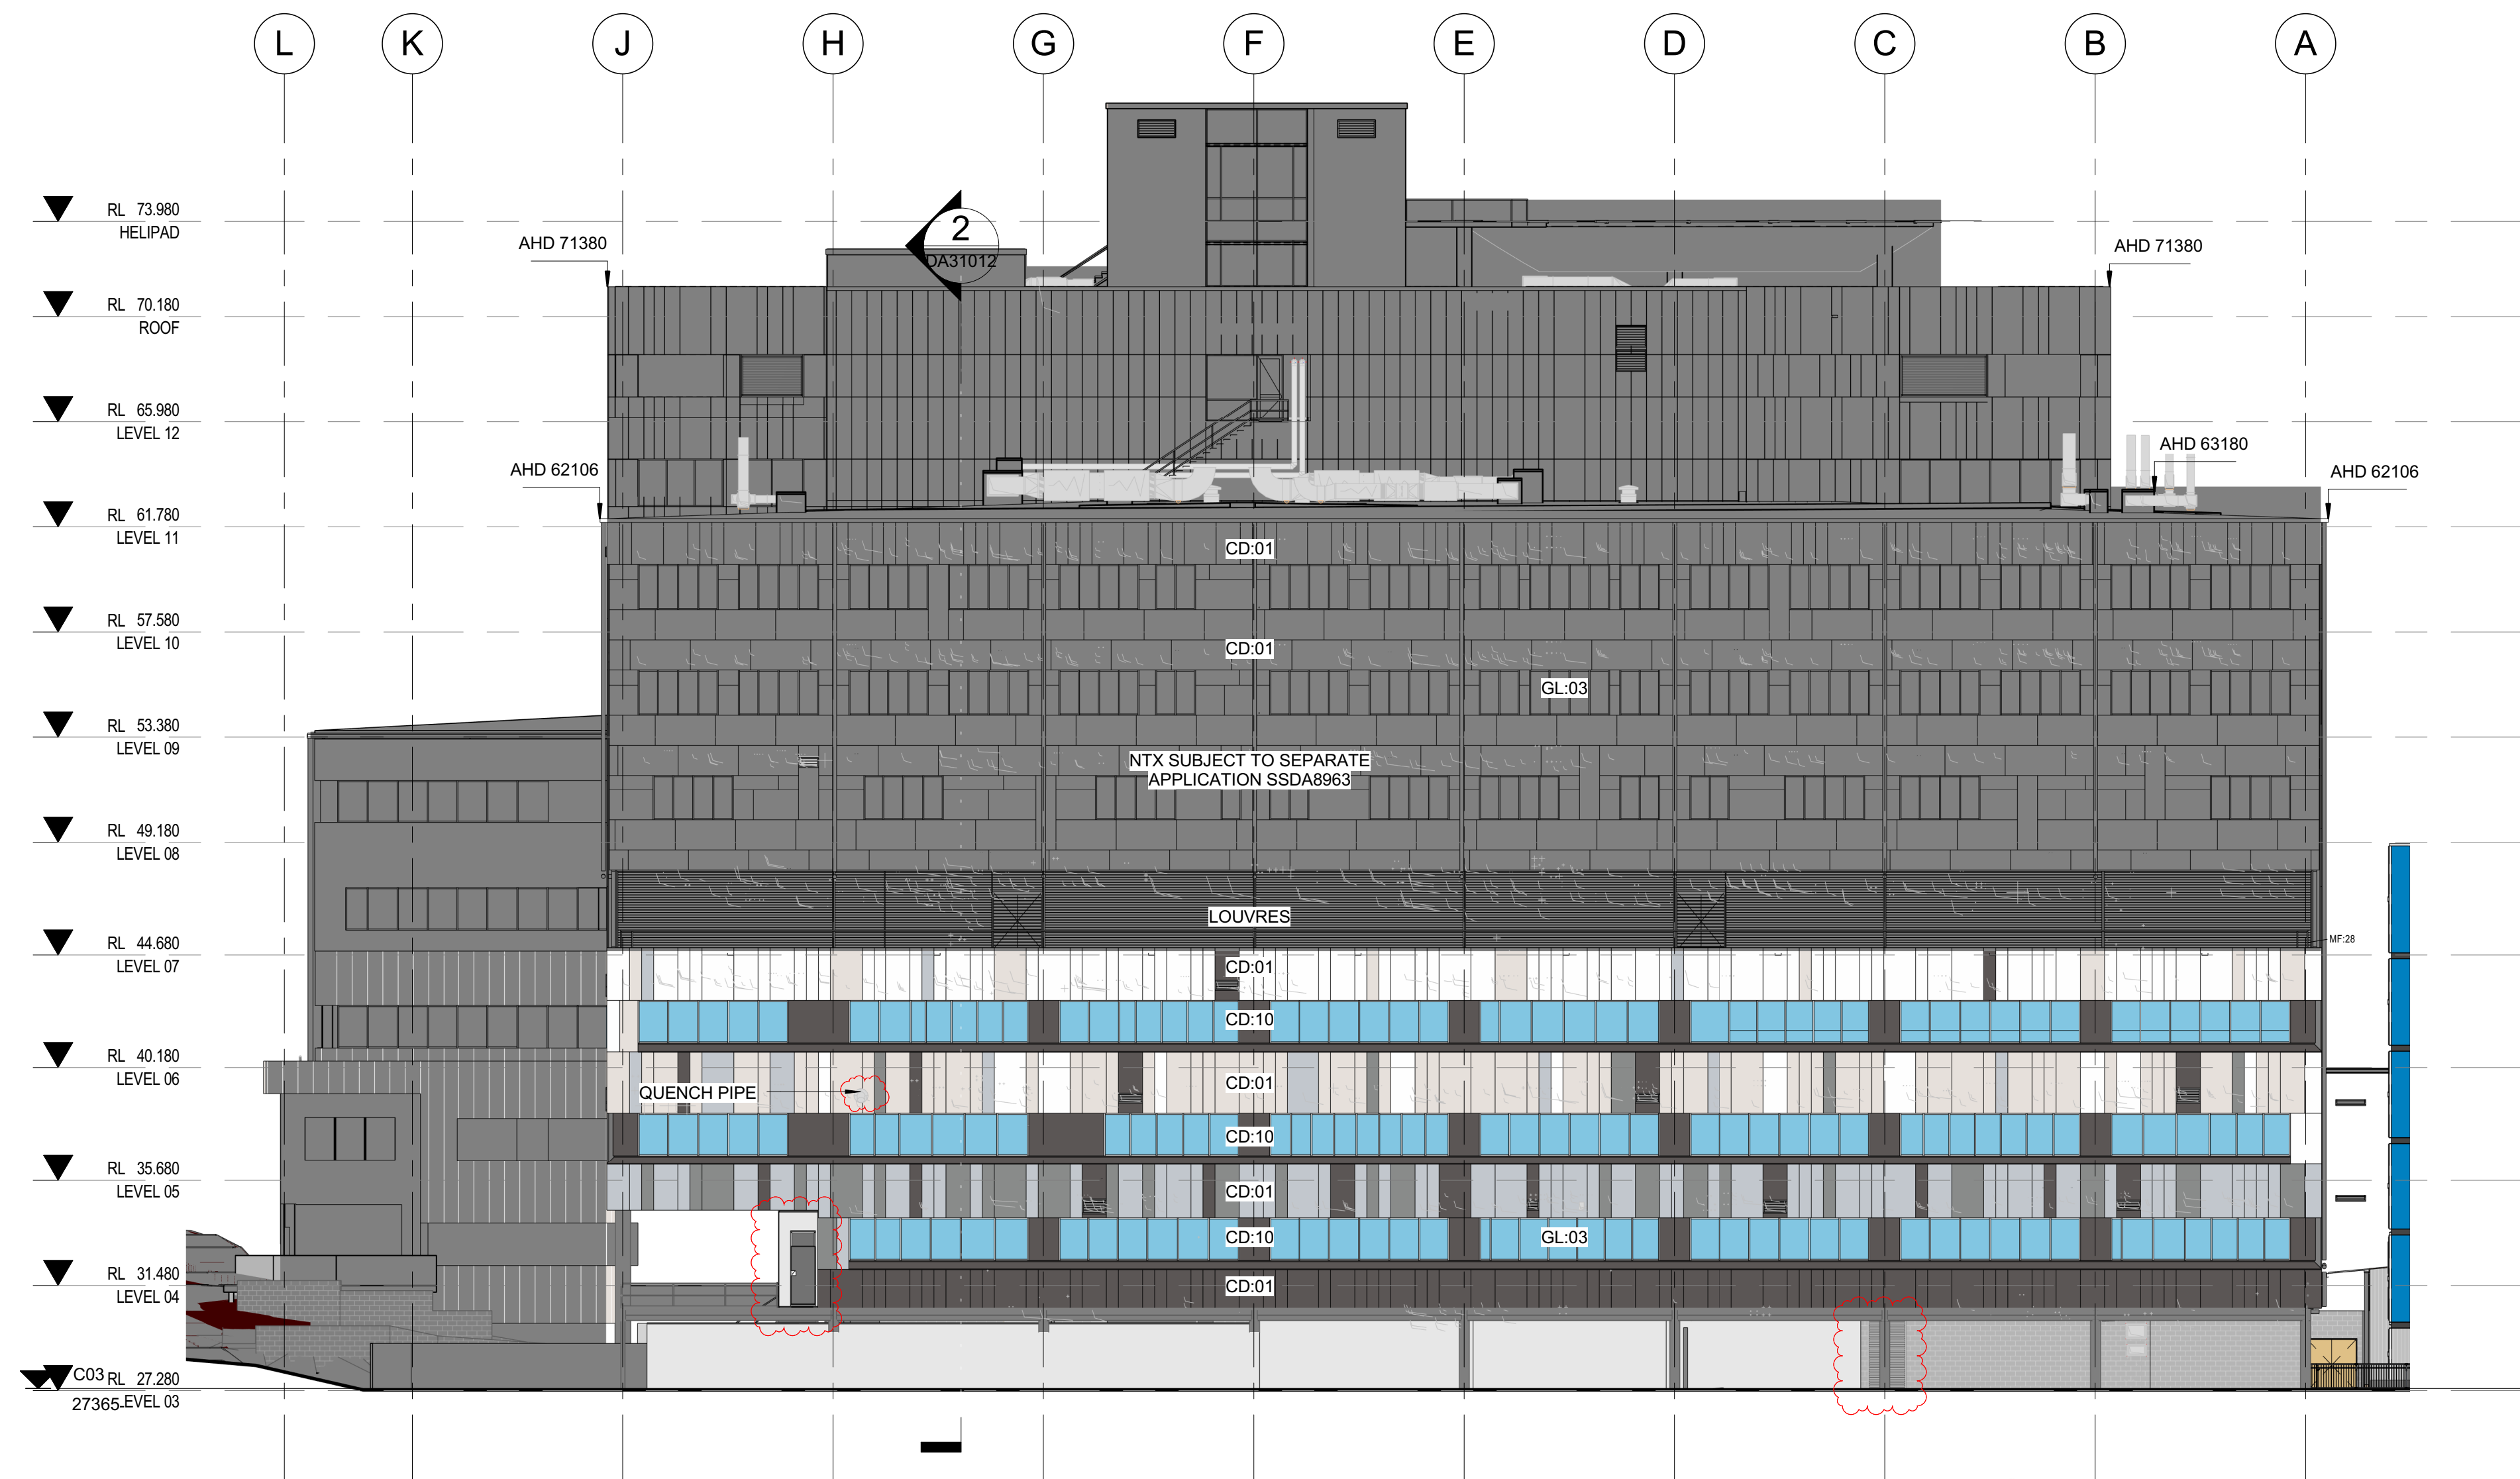 L
K
J
H
G
F
E
D
C
B
A
RL 73.980
HELIPAD
2
DA31012
AHD 71380
AHD 71380
RL 70.180
ROOF
RL 65.980
LEVEL 12
AHD 62106
AHD 63180
AHD 62106
RL 61.780
LEVEL 11
CD:01
RL 57.580
LEVEL 10
CD:01
GL:03
RL 53.380
LEVEL 09
NTX SUBJECT TO SEPARATE
APPLICATION SSDA8963
RL 49.180
LEVEL 08
LOUVRES
RL 44.680
LEVEL 07
MF:28
CD:01
CD:10
RL 40.180
LEVEL 06
CD:01
QUENCH PIPE
CD:10
RL 35.680
LEVEL 05
CD:01
CD:10
GL:03
RL 31.480
LEVEL 04
CD:01
C03
RL 27.280
27365
LEVEL 03